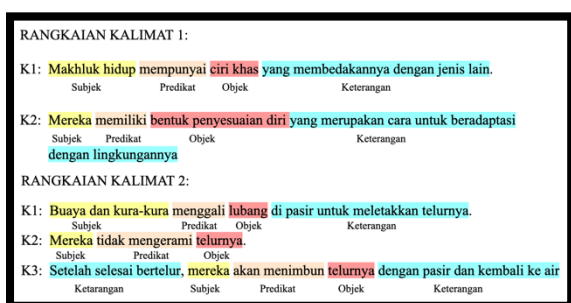 RANGKAIAN KALIMAT 1:
K1: Makhluk hidup mempunyai ciri khas yang membedakannya dengan jenis lain.
Subjek Predikat Objek Keterangan
K2: Mereka memiliki bentuk penyesuaian diri yang merupakan cara untuk beradaptasi
Subjek Predikat Objek Keterangan
dengan lingkungannya
RANGKAIAN KALIMAT 2:
K1: Buaya dan kura-kura menggali lubang di pasir untuk meletakkan telurnya.
Subjek Predikat Objek Keterangan
K2: Mereka tidak mengerami telurnya.
Subjek Predikat Objek
K3: Setelah selesai bertelur, mereka akan menimbun telurnya dengan pasir dan kembali ke air
Ketarangan Subjek Predikat Objek Keterangan